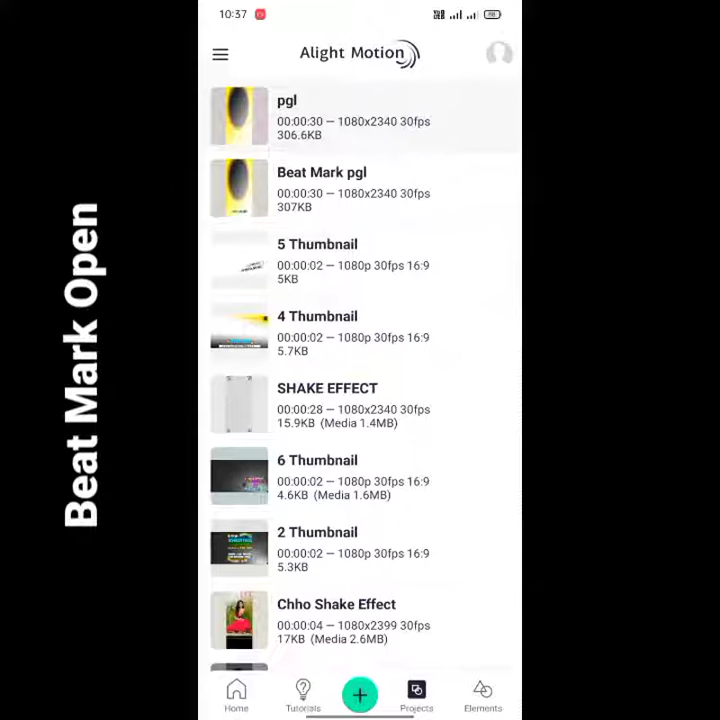 10:37
Alight Motion
pgl
00:00:30 — 1080x2340 30fps
306.6KB
Beat Mark pgl
00:00:30 — 1080x2340 30fps
307KB
5 Thumbnail
00:00:02 — 1080p 30fps 16:9
5KB
4 Thumbnail
00:00:02 — 1080p 30fps 16:9
5.7KB
SHAKE EFFECT
00:00:28 — 1080x2340 30fps
15.9KB (Media 1.4MB)
6 Thumbnail
00:00:02 — 1080p 30fps 16:9
4.6KB (Media 1.6MB)
2 Thumbnail
00:00:02 — 1080p 30fps 16:9
5.3KB
Chho Shake Effect
00:00:04 — 1080x2399 30fps
17KB (Media 2.6MB)
Home
Tutorials
Projects
Elements
Beat Mark Open